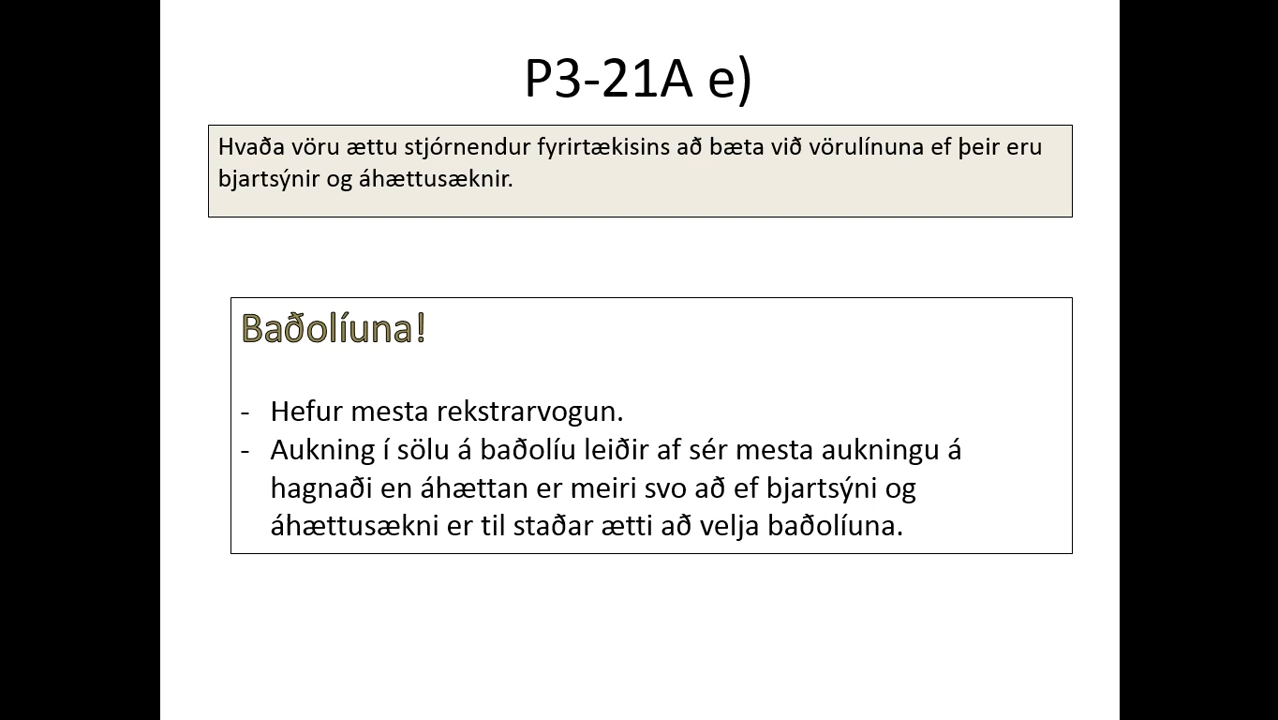 P3-21A e)
Hvaða vöru ættu stjórnendur fyrirtækisins að bæta við vörulínuna ef þeir eru
bjartsýnir og áhættusæknir.
Baðolíuna!
- Hefur mesta rekstrarvogun.
- Aukning í sölu á baðolíu leiðir af sér mesta aukningu á
hagnaði en áhættan er meiri svo að ef bjartsýni og
áhættusækni er til staðar ætti að velja baðolíuna.